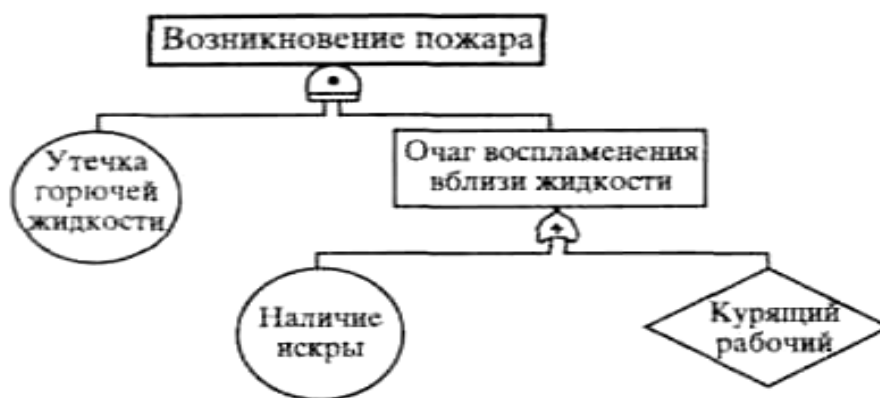 Возникновение пожара
Утечка
горючей
жидкости
Очаг воспламенения
вблизи жидкости
Наличие
искры
Курящий
рабочий